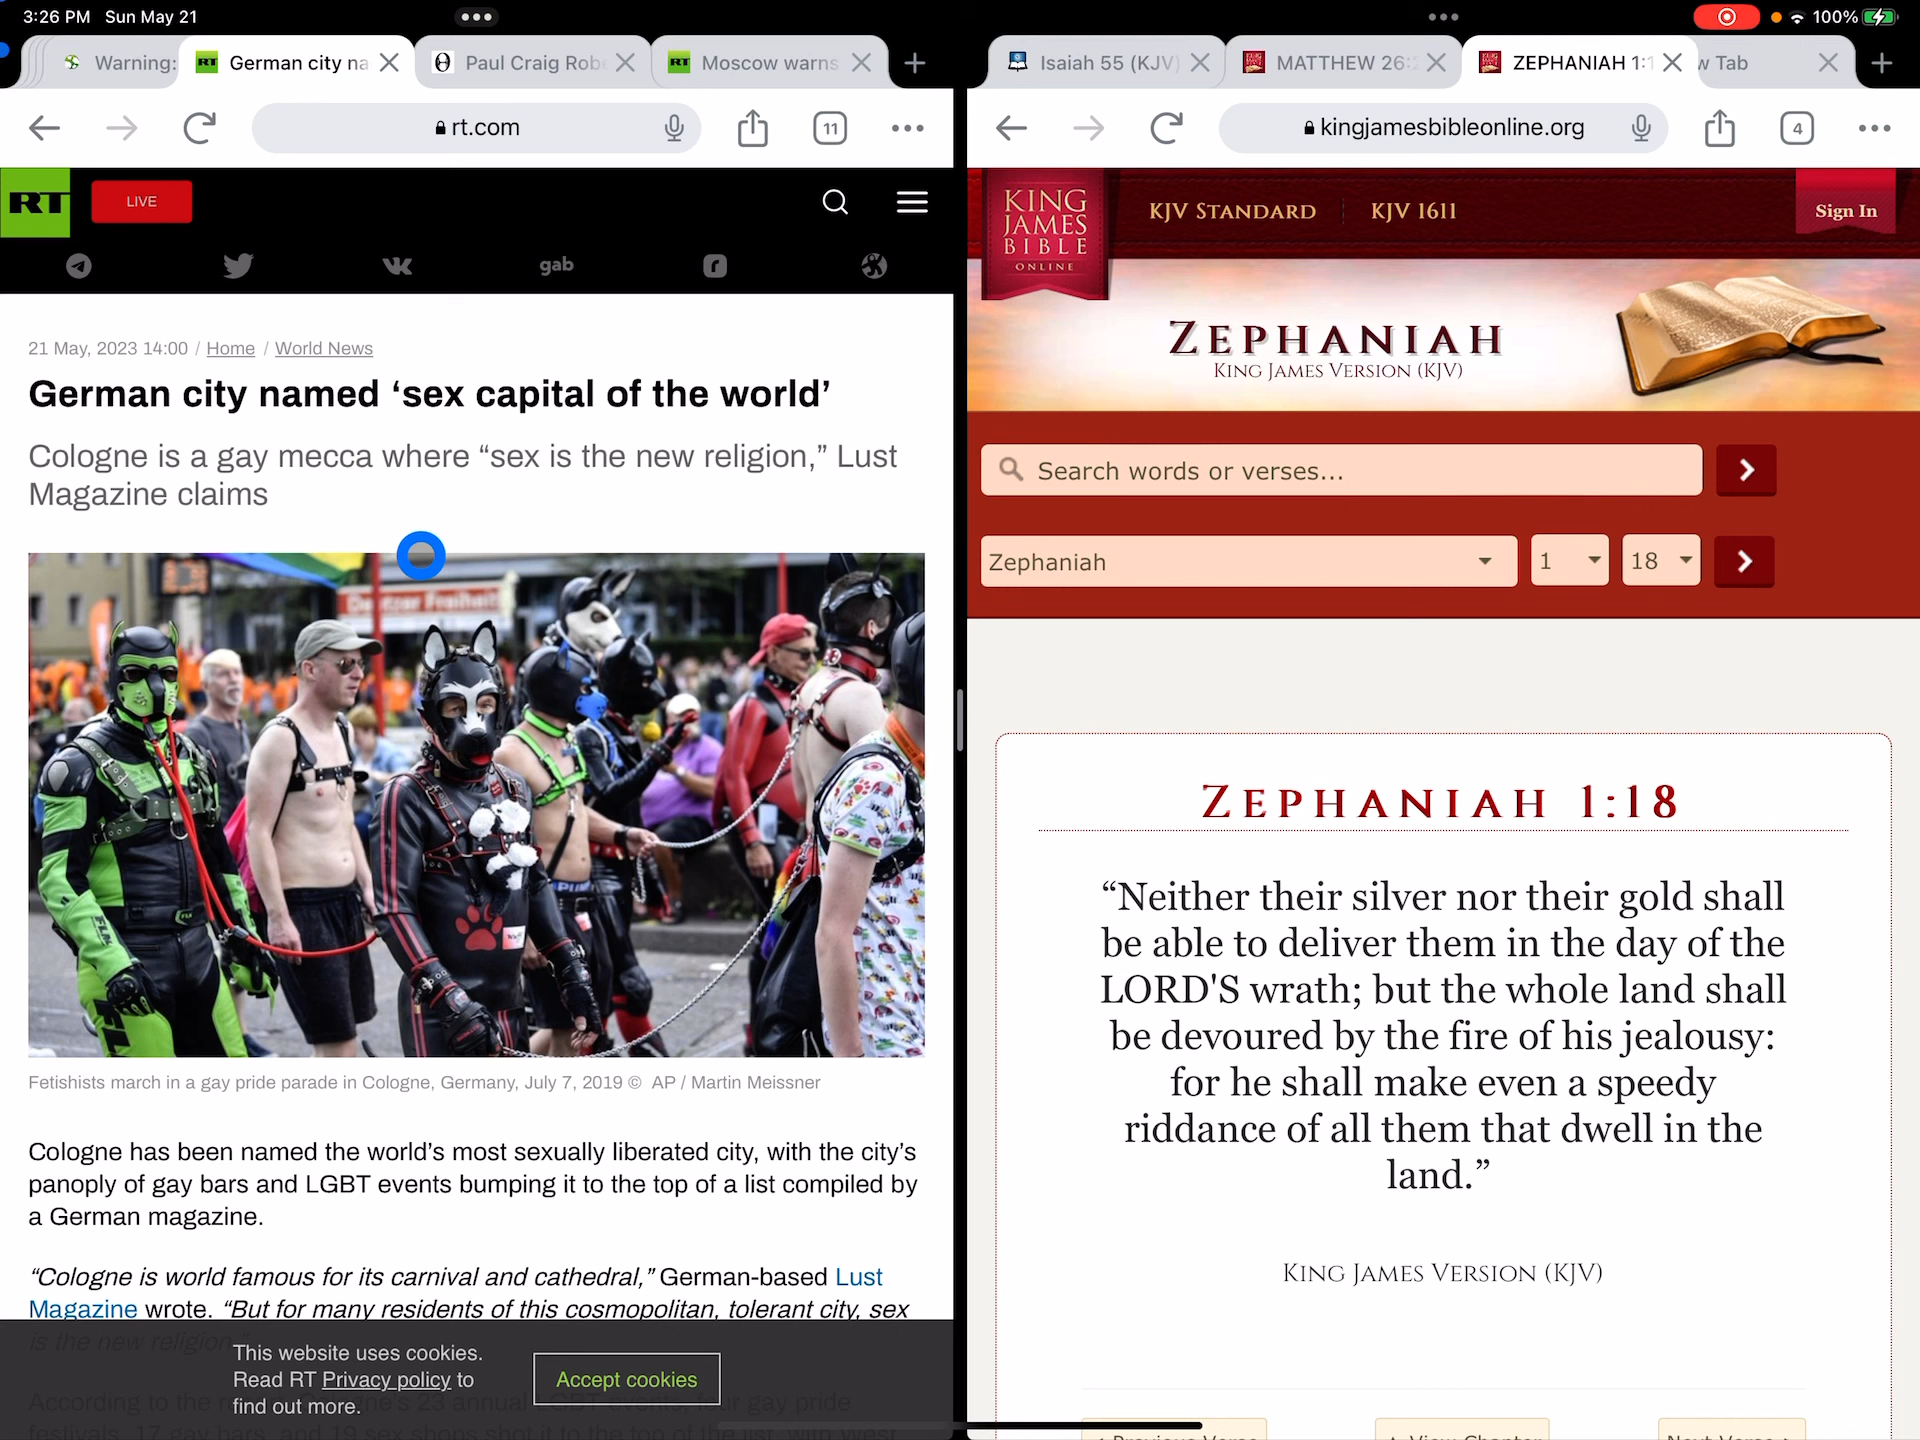 3:26 PM Sun May 21
100%
Warning:
German city na
Paul Craig Rob
Moscow warns
rt.com
11
RT
LIVE
gab
21 May, 2023 14:00 / Home / World News
German city named ‘sex capital of the world’
Cologne is a gay mecca where “sex is the new religion,” Lust
Magazine claims
Fetishists march in a gay pride parade in Cologne, Germany, July 7, 2019 © AP / Martin Meissner
Cologne has been named the world’s most sexually liberated city, with the city’s
panoply of gay bars and LGBT events bumping it to the top of a list compiled by
a German magazine.
“Cologne is world famous for its carnival and cathedral,” German-based Lust
Magazine wrote. “But for many residents of this cosmopolitan, tolerant city, sex
is the new religion.”
This website uses cookies.
Read RT Privacy policy to
find out more.
Accept cookies
Isaiah 55 (KJV)
MATTHEW 26:
ZEPHANIAH 1:1
w Tab
kingjamesbibleonline.org
4
KING
JAMES
BIBLE
ONLINE
KJV STANDARD
KJV 1611
Sign In
ZEPHANIAH
KING JAMES VERSION (KJV)
Search words or verses...
Zephaniah
1
18
ZEPHANIAH 1:18
“Neither their silver nor their gold shall
be able to deliver them in the day of the
LORD'S wrath; but the whole land shall
be devoured by the fire of his jealousy:
for he shall make even a speedy
riddance of all them that dwell in the
land.”
KING JAMES VERSION (KJV)